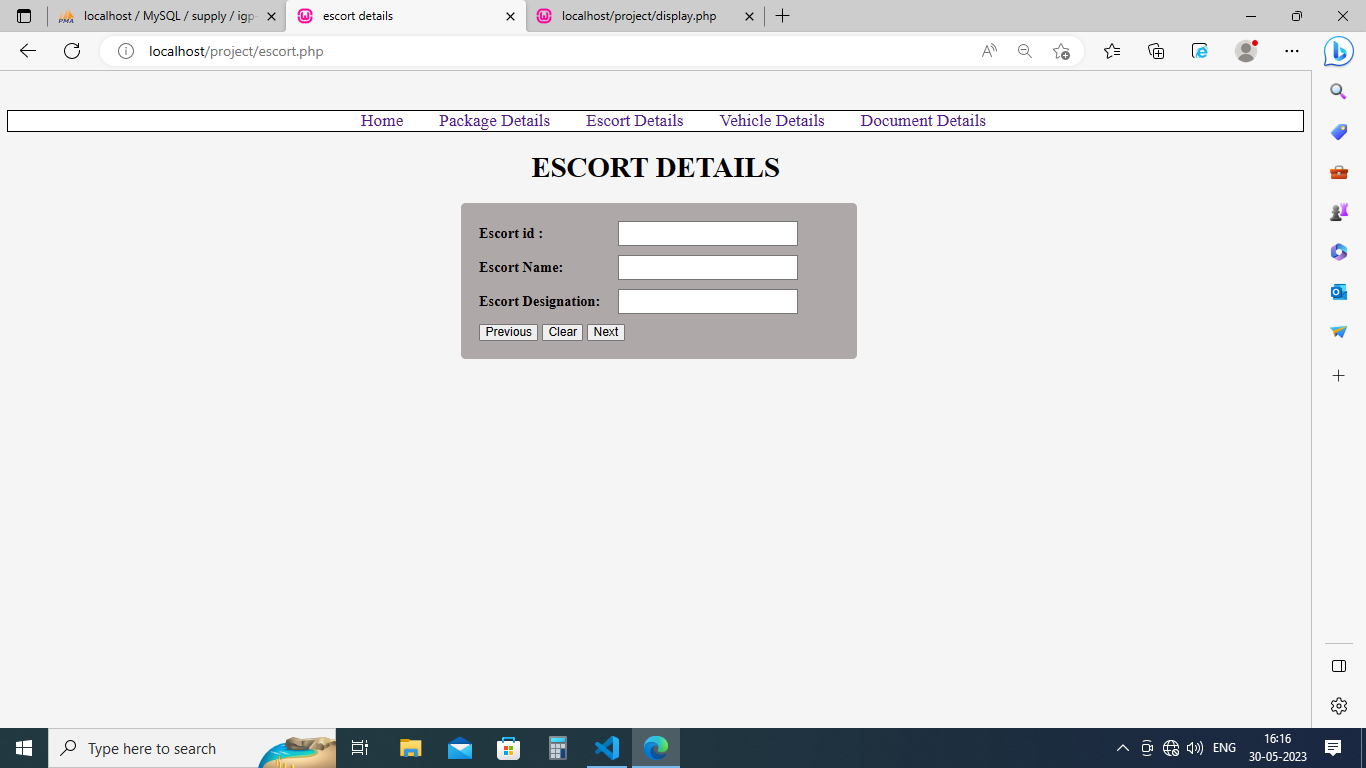 localhost / MySQL / supply / igp-
escort details
localhost/project/display.php
localhost/project/escort.php
Home Package Details Escort Details Vehicle Details Document Details
ESCORT DETAILS
Escort id :
Escort Name:
Escort Designation:
Previous Clear Next
Type here to search
ENG
16:16
30-05-2023